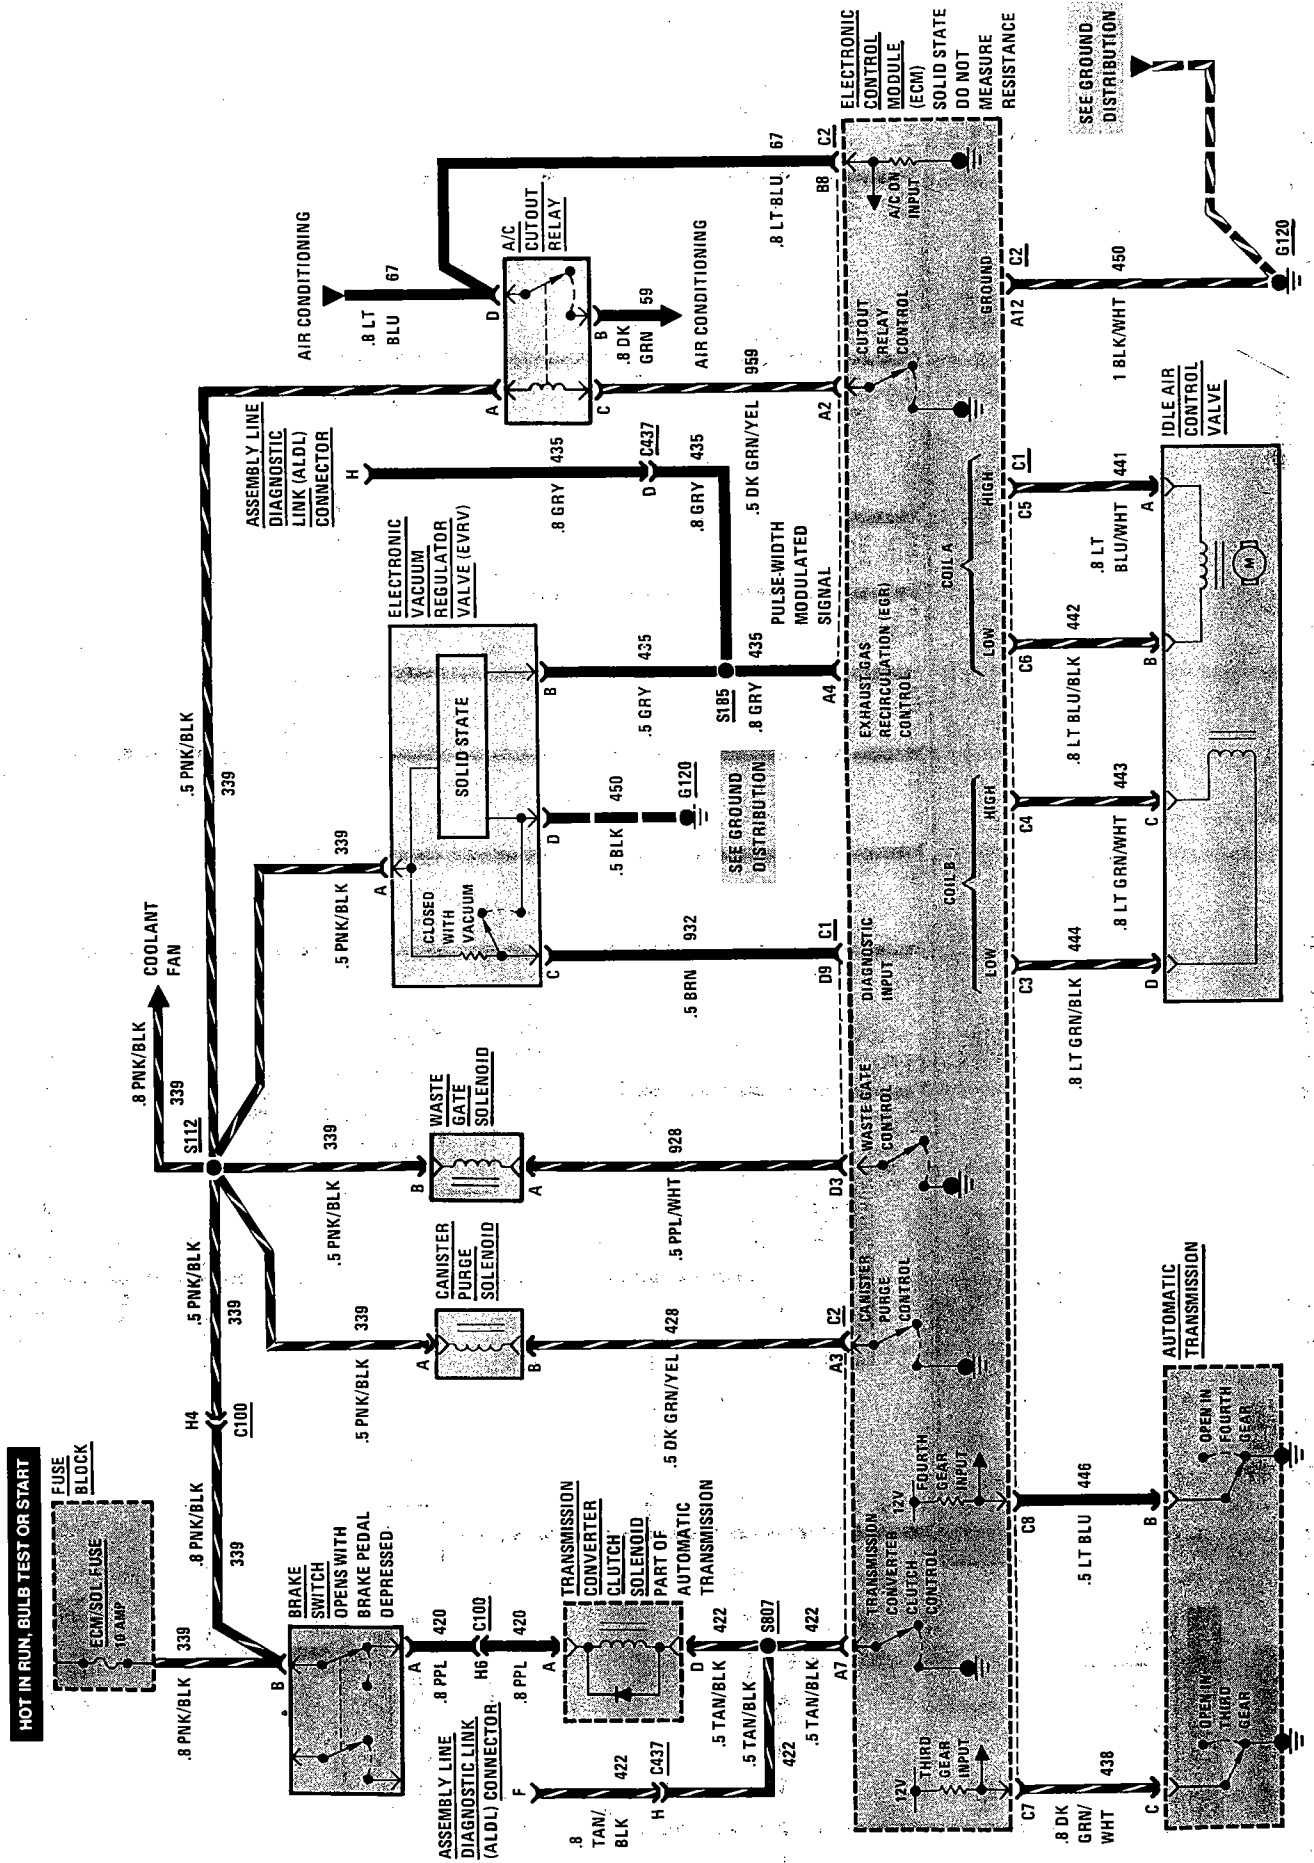 HOT IN RUN, BULB TEST OR START
FUSE
BLOCK
ECM/SOL FUSE
10 AMP
.8 PNK/BLK
339
.8 PNK/BLK
339
H4
C100
.5 PNK/BLK
339
S112
.8 PNK/BLK
339
COOLANT
FAN
.5 PNK/BLK
339
B
BRAKE
SWITCH
OPENS WITH
BRAKE PEDAL
DEPRESSED
A
.8 PPL
420
H6
C100
.8 PPL
420
A
TRANSMISSION
CONVERTER
CLUTCH
SOLENOID
PART OF
AUTOMATIC
TRANSMISSION
D
.5 TAN/BLK
422
S807
.5 TAN/BLK
422
.5 TAN/BLK
422
A7
ASSEMBLY LINE
DIAGNOSTIC LINK
(ALDL) CONNECTOR
F
.8
TAN/
BLK
422
H
C437
.5 PNK/BLK
339
A
CANISTER
PURGE
SOLENOID
B
.5 DK GRN/YEL
428
A3
C2
.5 PNK/BLK
339
B
WASTE
GATE
SOLENOID
A
.5 PPL/WHT
928
D3
.5 PNK/BLK
339
A
ELECTRONIC
VACUUM
REGULATOR
VALVE (EVRV)
SOLID STATE
CLOSED
WITH
VACUUM
C
.5 BRN
932
D9
C1
D
.5 BLK
450
G120
SEE GROUND
DISTRIBUTION
B
.5 GRY
435
S185
.8 GRY
435
A4
PULSE-WIDTH
MODULATED
SIGNAL
ASSEMBLY LINE
DIAGNOSTIC
LINK (ALDL)
CONNECTOR
H
.8 GRY
435
D
C437
.8 GRY
435
A
A/C
CUTOUT
RELAY
C
.5 DK GRN/YEL
959
A2
AIR CONDITIONING
.8 LT
BLU
67
D
B
.8 DK
GRN
59
AIR CONDITIONING
.8 LT BLU
67
B8
C2
ELECTRONIC
CONTROL
MODULE
(ECM)
SOLID STATE
DO NOT
MEASURE
RESISTANCE
TRANSMISSION
CONVERTER
CLUTCH
CONTROL
CANISTER
PURGE
CONTROL
WASTE GATE
CONTROL
DIAGNOSTIC
INPUT
EXHAUST GAS
RECIRCULATION (EGR)
CONTROL
CUTOUT
RELAY
CONTROL
A/C ON
INPUT
12V
THIRD
GEAR
INPUT
12V
FOURTH
GEAR
INPUT
COIL B
LOW
HIGH
COIL A
LOW
HIGH
GROUND
C7
.8 DK
GRN/
WHT
438
C
C8
.5 LT BLU
446
B
AUTOMATIC
TRANSMISSION
OPEN IN
THIRD
GEAR
OPEN IN
FOURTH
GEAR
C3
.8 LT GRN/BLK
444
D
C4
.8 LT GRN/WHT
443
C
C6
.8 LT BLU/BLK
442
B
C5
C1
.8 LT
BLU/WHT
441
A
IDLE AIR
CONTROL
VALVE
M
A12
C2
1 BLK/WHT
450
G120
SEE GROUND
DISTRIBUTION